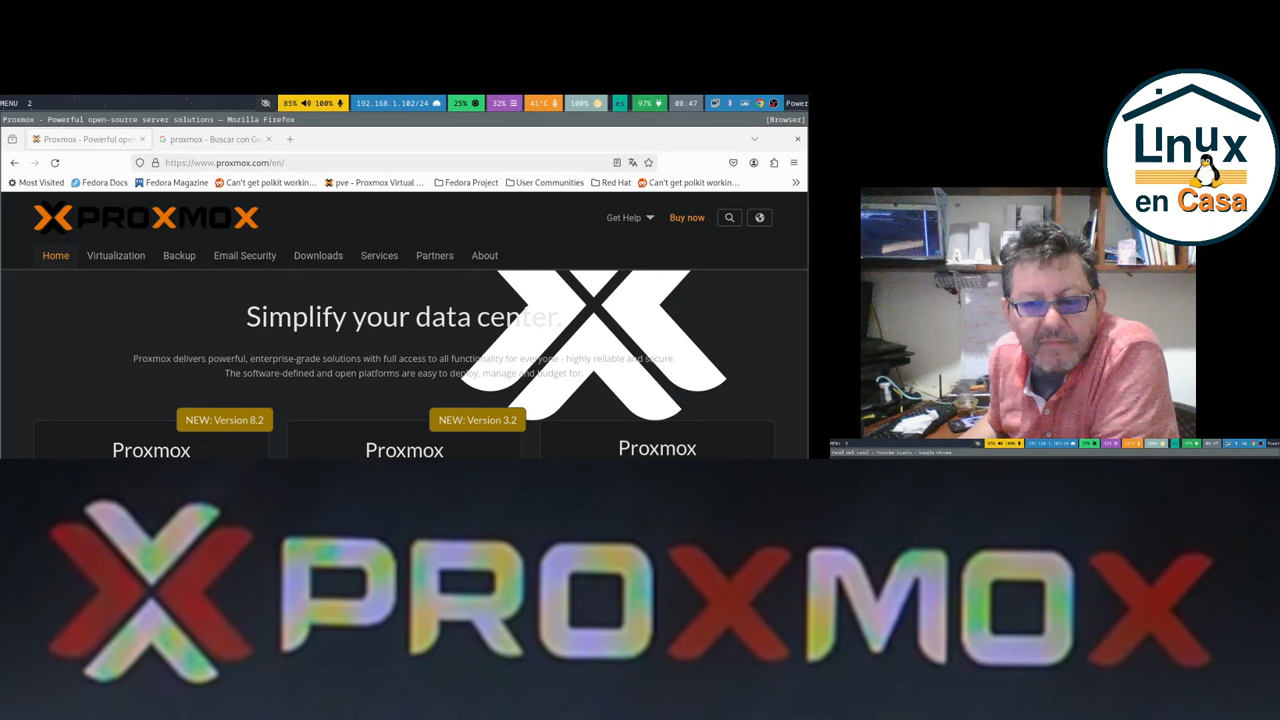 MENU 2 85% 100% 192.168.1.102/24 25% 32% 41°C 100% es 97% 08:47 Power
Proxmox - Powerful open-source server solutions — Mozilla Firefox [Browser]
Proxmox - Powerful open proxmox - Buscar con Go
https://www.proxmox.com/en/
Most Visited Fedora Docs Fedora Magazine Can't get polkit workin... pve - Proxmox Virtual ... Fedora Project User Communities Red Hat Can't get polkit workin...
PROXMOX Get Help Buy now
Home Virtualization Backup Email Security Downloads Services Partners About
Simplify your data center.
Proxmox delivers powerful, enterprise-grade solutions with full access to all functionality for everyone - highly reliable and secure.
The software-defined and open platforms are easy to deploy, manage and budget for.
NEW: Version 8.2 NEW: Version 3.2
Proxmox Proxmox Proxmox
LInux
en Casa
PROXMOX